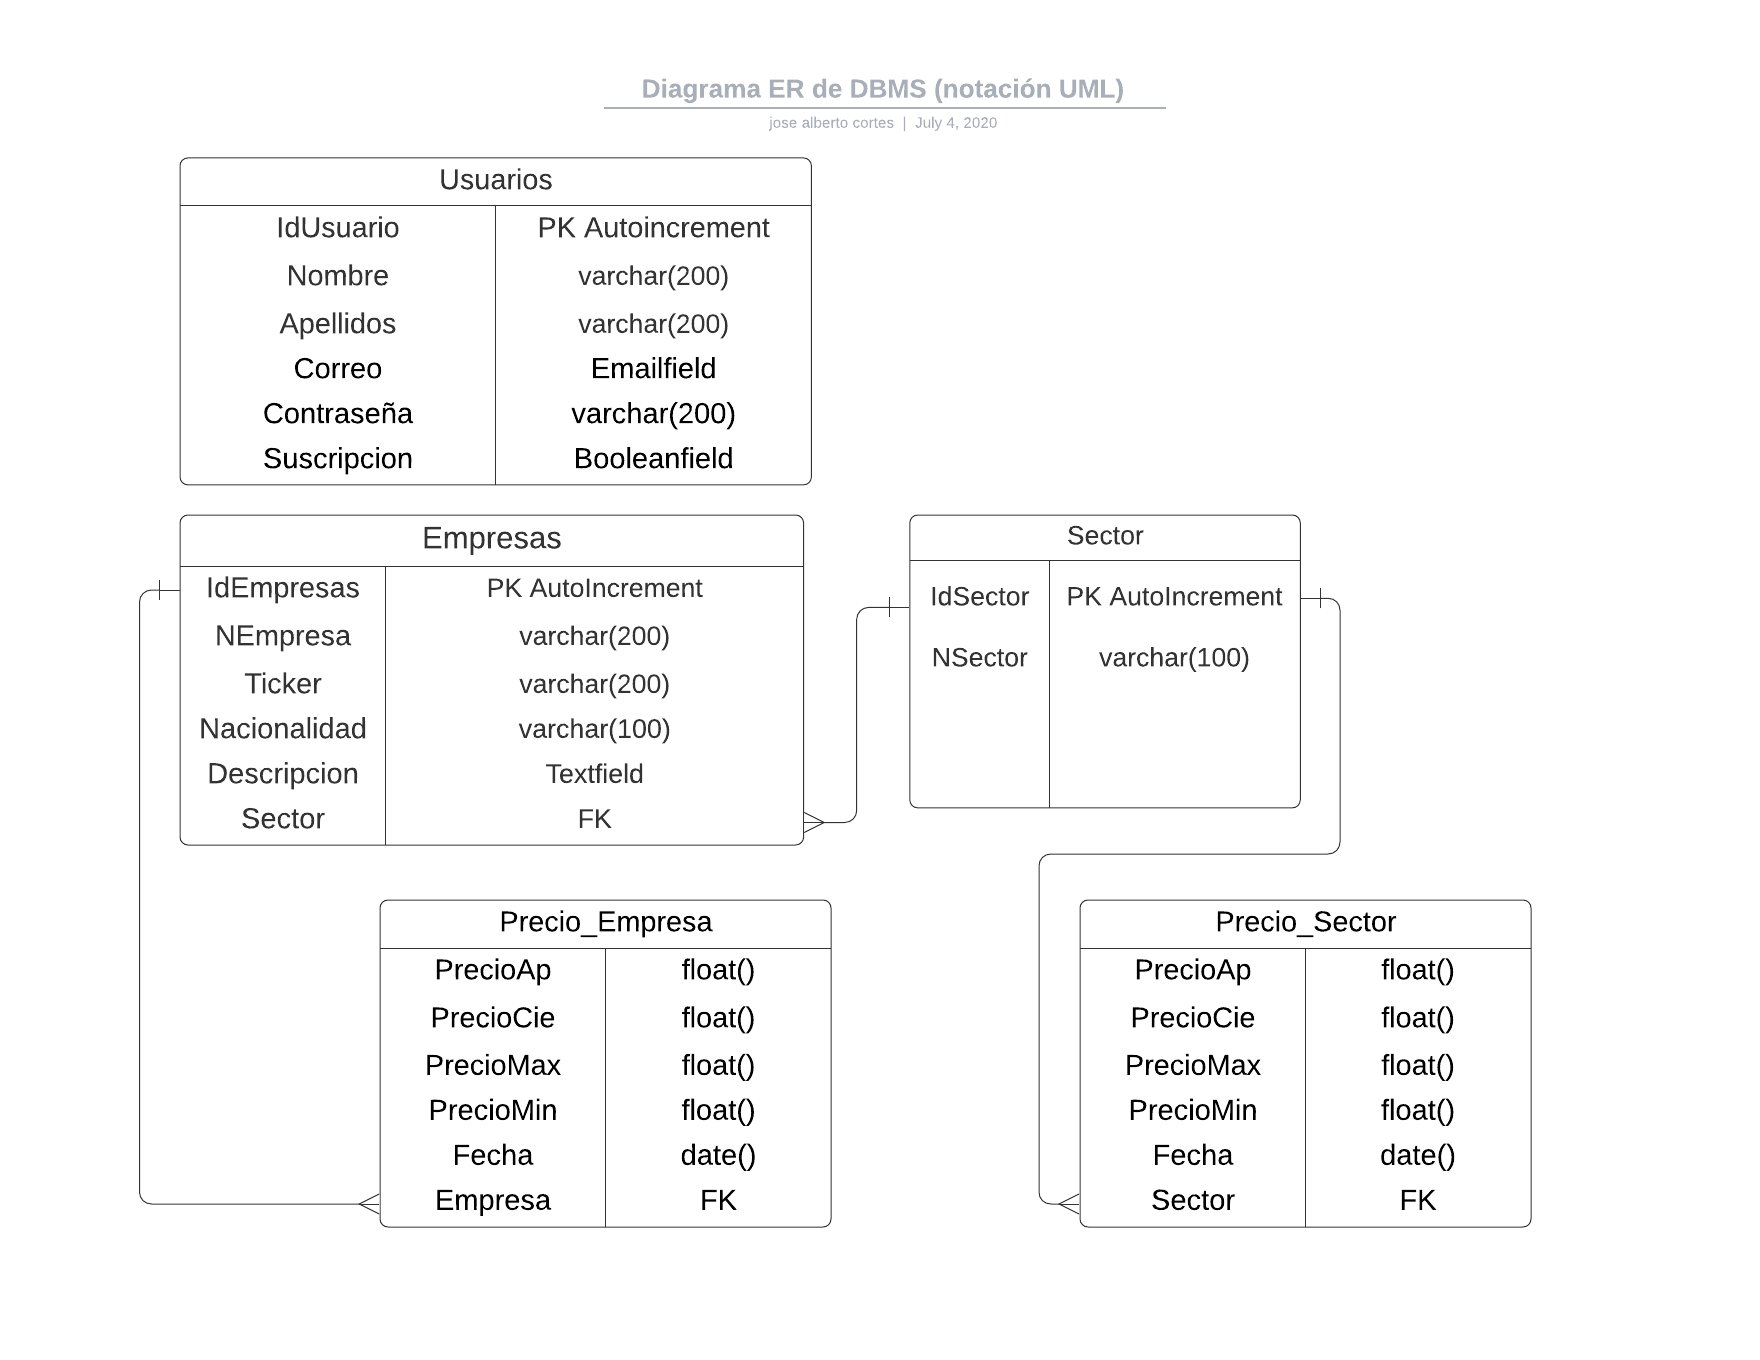 Diagrama ER de DBMS (notación UML)
jose alberto cortes | July 4, 2020
Usuarios
IdUsuario PK Autoincrement
Nombre varchar(200)
Apellidos varchar(200)
Correo Emailfield
Contraseña varchar(200)
Suscripcion Booleanfield
Empresas
IdEmpresas PK AutoIncrement
NEmpresa varchar(200)
Ticker varchar(200)
Nacionalidad varchar(100)
Descripcion Textfield
Sector FK
Sector
IdSector PK AutoIncrement
NSector varchar(100)
Precio_Empresa
PrecioAp float()
PrecioCie float()
PrecioMax float()
PrecioMin float()
Fecha date()
Empresa FK
Precio_Sector
PrecioAp float()
PrecioCie float()
PrecioMax float()
PrecioMin float()
Fecha date()
Sector FK